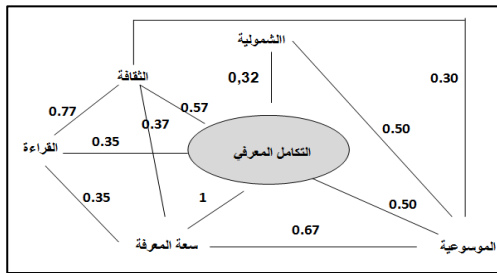 االشمولية
0.30
الثقافة
0,32
0.77
0.57
0.37
0.50
القراءة
0.35
التكامل المعرفي
0.35
1
0.50
سعة المعرفة
0.67
الموسوعية